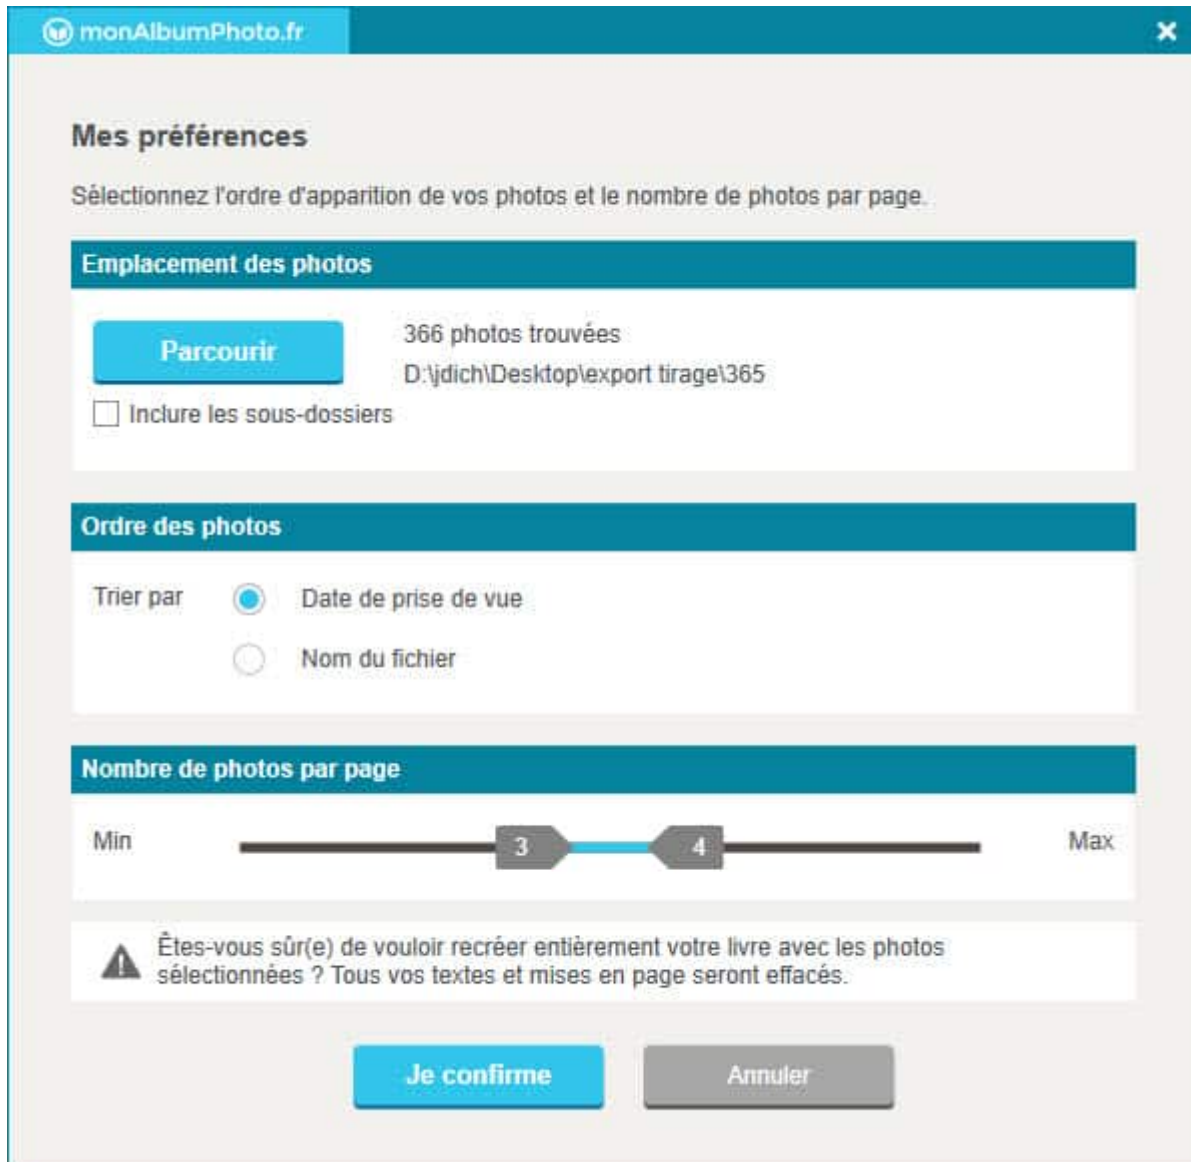 monAlbumPhoto.fr
Mes préférences
Sélectionnez l'ordre d'apparition de vos photos et le nombre de photos par page.
Emplacement des photos
Parcourir
366 photos trouvées
D:\jdich\Desktop\export tirage\365
Inclure les sous-dossiers
Ordre des photos
Trier par
Date de prise de vue
Nom du fichier
Nombre de photos par page
Min
3
4
Max
Êtes-vous sûr(e) de vouloir recréer entièrement votre livre avec les photos
sélectionnées ? Tous vos textes et mises en page seront effacés.
Je confirme
Annuler